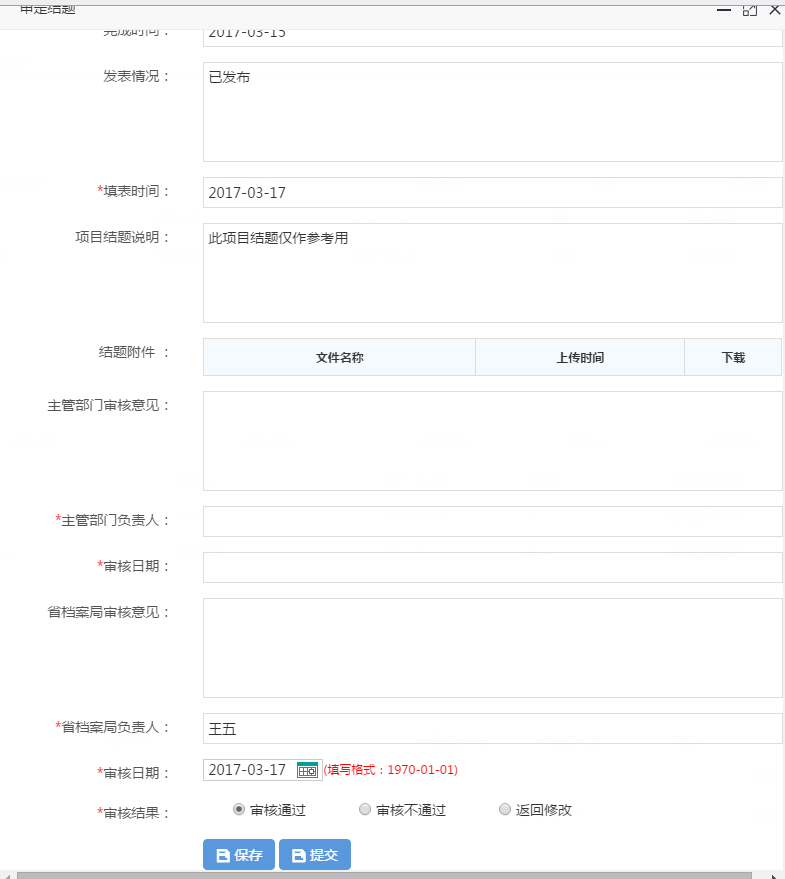 审定结题
完成时间： 2017-03-15
发表情况： 已发布
*填表时间： 2017-03-17
项目结题说明： 此项目结题仅作参考用
结题附件 ： 文件名称 上传时间 下载
主管部门审核意见：
*主管部门负责人：
*审核日期：
省档案局审核意见：
*省档案局负责人： 王五
*审核日期： 2017-03-17 (填写格式：1970-01-01)
*审核结果： 审核通过 审核不通过 返回修改
保存 提交